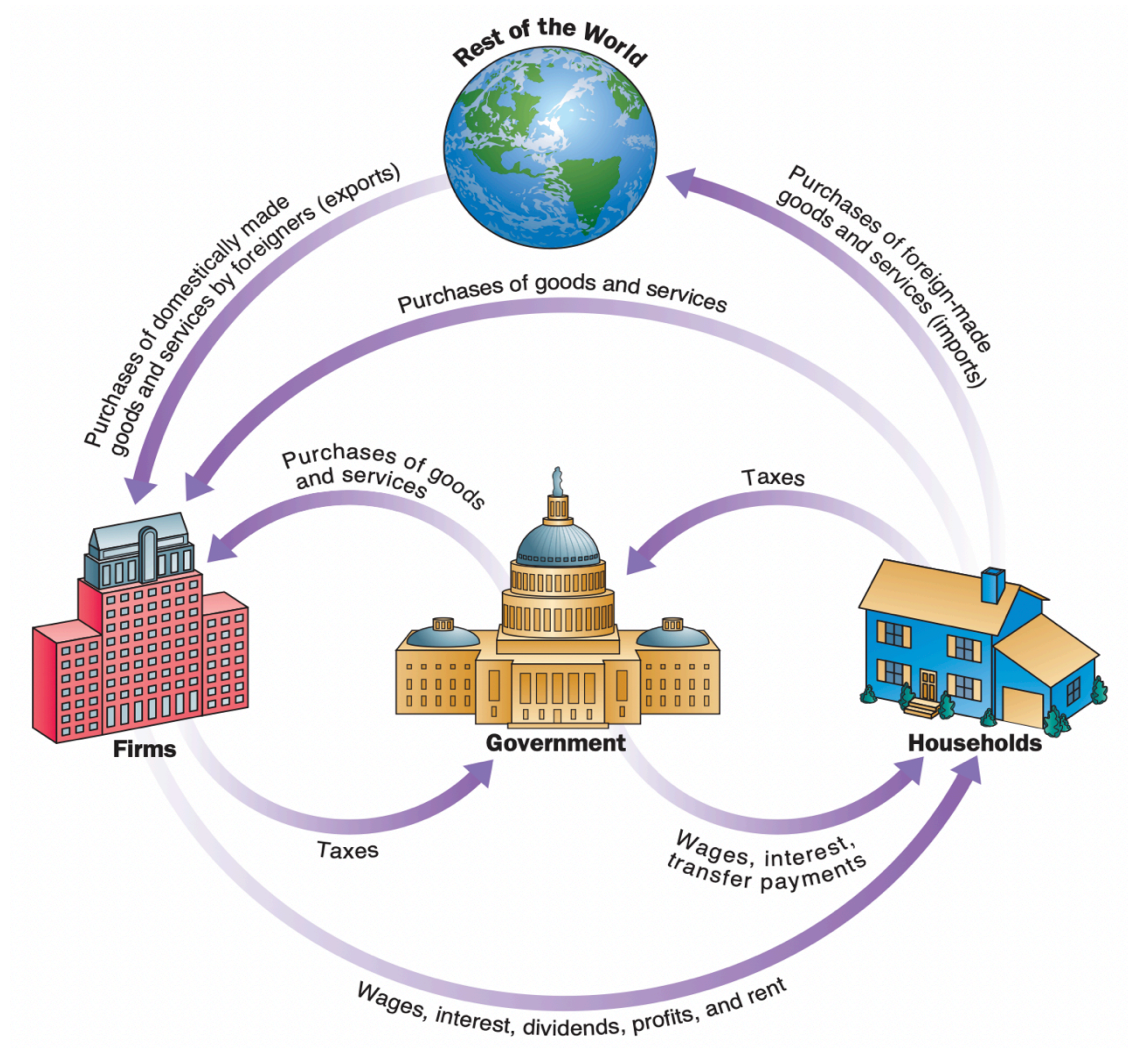 Rest of the World
Purchases of domestically made
goods and services by foreigners (exports)
Purchases of foreign-made
goods and services (imports)
Purchases of goods and services
Purchases of goods
and services
Taxes
Firms
Government
Households
Taxes
Wages, interest,
transfer payments
Wages, interest, dividends, profits, and rent